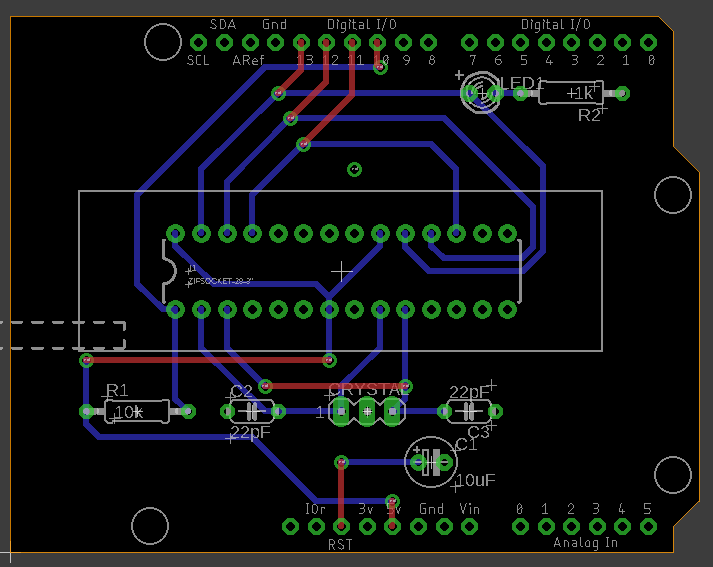 SDA Gnd Digital I/O Digital I/O
SCL ARef 13 12 11 10 9 8 7 6 5 4 3 2 1 0
+ LED1
1k
R2
ZIFSOCKET-28-3"
R1
10k
C2
22pF
CRYSTAL
1
22pF
C3
+ C1
10uF
IOr 3v 5v Gnd Vin 0 1 2 3 4 5
RST Analog In